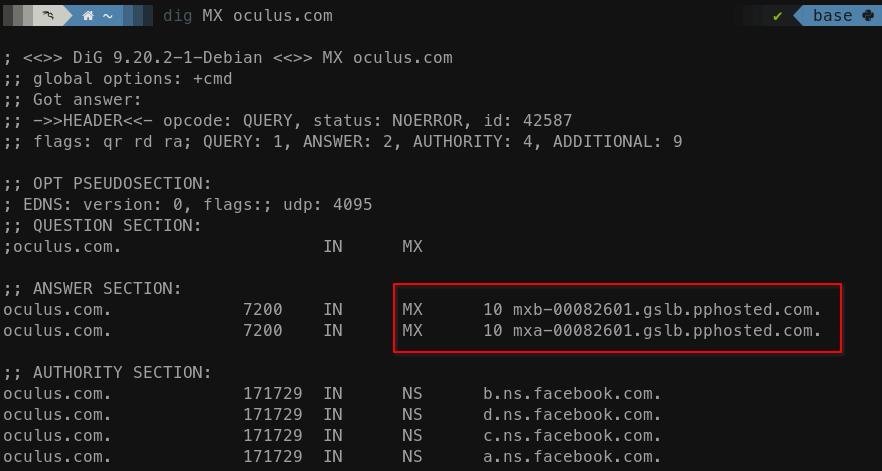 ~ dig MX oculus.com ✔ base
; <<>> DiG 9.20.2-1-Debian <<>> MX oculus.com
;; global options: +cmd
;; Got answer:
;; ->>HEADER<<- opcode: QUERY, status: NOERROR, id: 42587
;; flags: qr rd ra; QUERY: 1, ANSWER: 2, AUTHORITY: 4, ADDITIONAL: 9
;; OPT PSEUDOSECTION:
; EDNS: version: 0, flags:; udp: 4095
;; QUESTION SECTION:
;oculus.com. IN MX
;; ANSWER SECTION:
oculus.com. 7200 IN MX 10 mxb-00082601.gslb.pphosted.com.
oculus.com. 7200 IN MX 10 mxa-00082601.gslb.pphosted.com.
;; AUTHORITY SECTION:
oculus.com. 171729 IN NS b.ns.facebook.com.
oculus.com. 171729 IN NS d.ns.facebook.com.
oculus.com. 171729 IN NS c.ns.facebook.com.
oculus.com. 171729 IN NS a.ns.facebook.com.